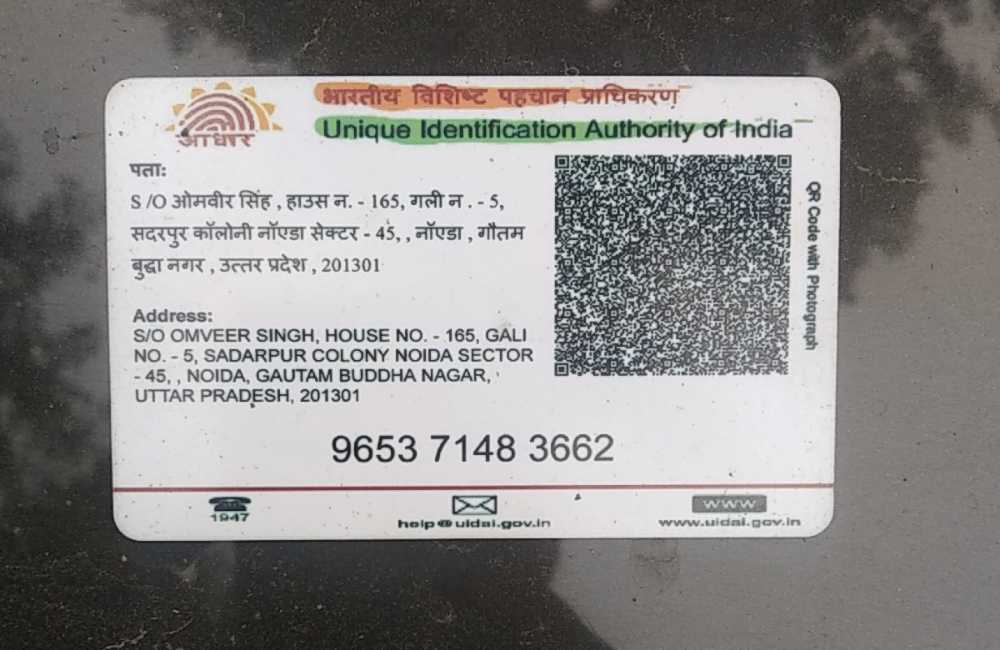 भारतीय विशिष्ट पहचान प्राधिकरण
आधार
Unique Identification Authority of India
पता:
S/O ओमवीर सिंह , हाउस न. - 165, गली न . - 5,
सदरपुर कॉलोनी नॉएडा सेक्टर - 45, , नॉएडा , गौतम
बुद्धा नगर , उत्तर प्रदेश , 201301
Address:
S/O OMVEER SINGH, HOUSE NO. - 165, GALI
NO. - 5, SADARPUR COLONY NOIDA SECTOR
- 45, , NOIDA, GAUTAM BUDDHA NAGAR,
UTTAR PRADESH, 201301
QR Code with Photograph
9653 7148 3662
1947
help@uidai.gov.in
www
www.uidai.gov.in